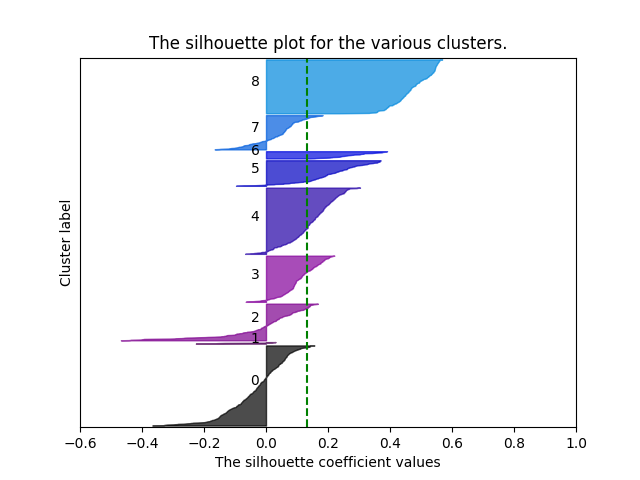 The silhouette plot for the various clusters.
8
7
6
5
4
3
2
1
0
Cluster label
−0.6 −0.4 −0.2 0.0 0.2 0.4 0.6 0.8 1.0
The silhouette coefficient values